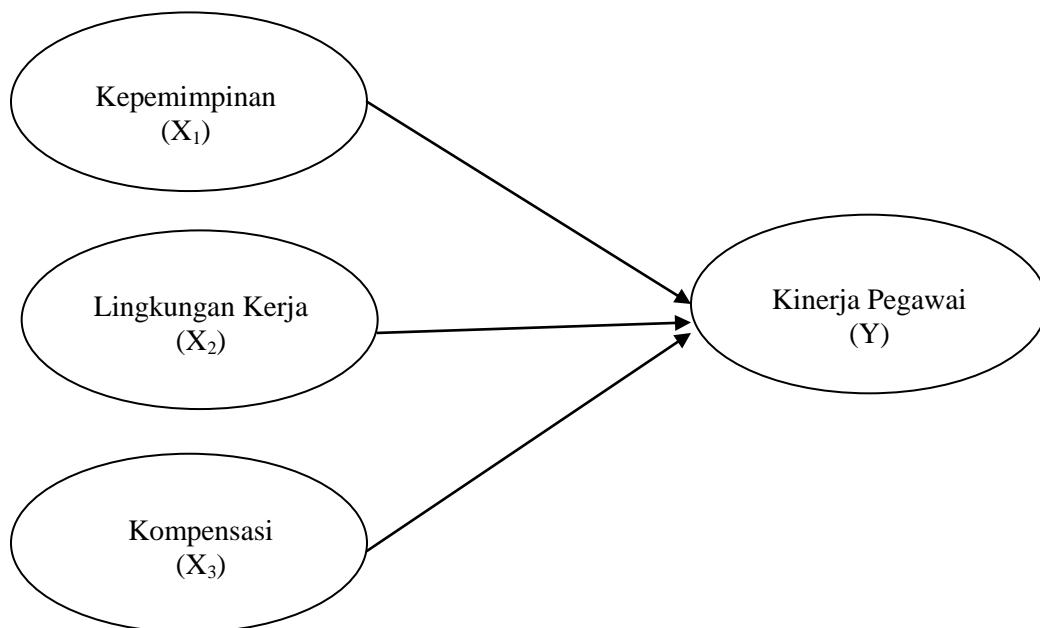 Kepemimpinan
(X₁)
Lingkungan Kerja
(X₂)
Kompensasi
(X₃)
Kinerja Pegawai
(Y)